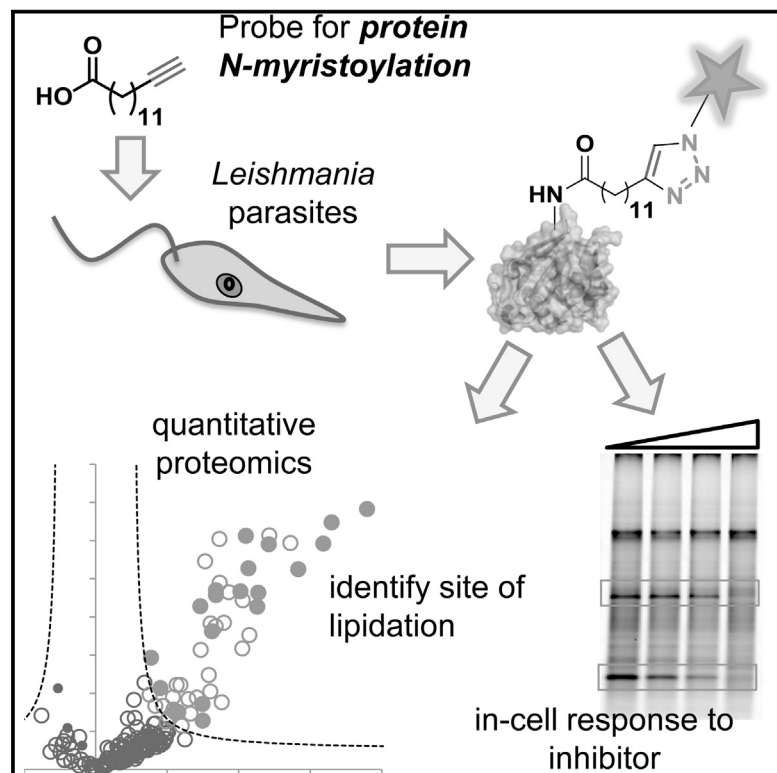 Probe for protein
N-myristoylation
O
HO
11
Leishmania
parasites
O
HN
11
N
N
N
quantitative
proteomics
identify site of
lipidation
in-cell response to
inhibitor